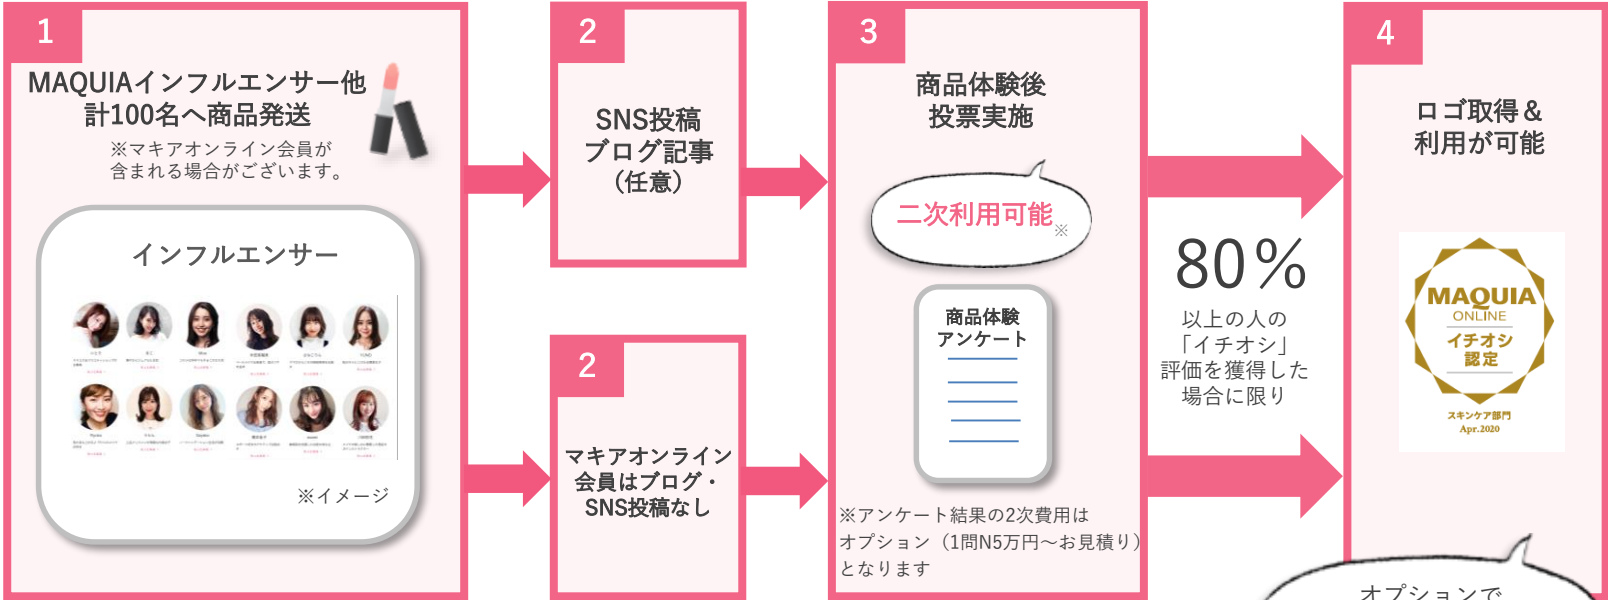 1
MAQUIAインフルエンサー他
計100名へ商品発送
※マキアオンライン会員が
含まれる場合がございます。
インフルエンサー
※イメージ
2
SNS投稿
ブログ記事
（任意）
2
マキアオンライン
会員はブログ・
SNS投稿なし
3
商品体験後
投票実施
二次利用可能
※
商品体験
アンケート
※アンケート結果の2次費用は
オプション（1問N5万円～お見積り）
となります
80％
以上の人の
「イチオシ」
評価を獲得した
場合に限り
4
ロゴ取得＆
利用が可能
MAQUIA
ONLINE
イチオシ
認定
スキンケア部門
Apr.2020
オプションで